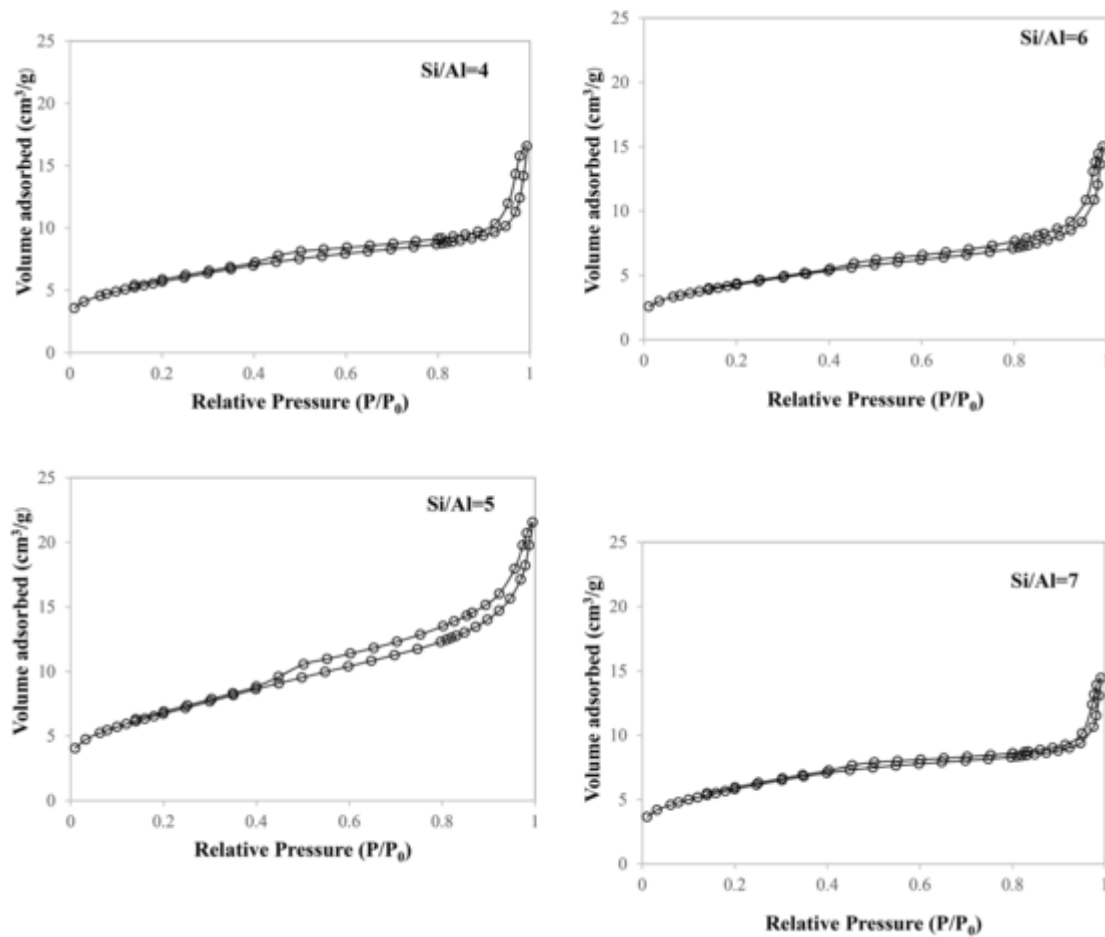 Si/Al=4
Volume adsorbed (cm³/g)
25
20
15
10
5
0
0 0.2 0.4 0.6 0.8 1
Relative Pressure (P/P₀)
Si/Al=6
Volume adsorbed (cm³/g)
25
20
15
10
5
0
0 0.2 0.4 0.6 0.8 1
Relative Pressure (P/P₀)
Si/Al=5
Volume adsorbed (cm³/g)
25
20
15
10
5
0
0 0.2 0.4 0.6 0.8 1
Relative Pressure (P/P₀)
Si/Al=7
Volume adsorbed (cm³/g)
25
20
15
10
5
0
0 0.2 0.4 0.6 0.8 1
Relative Pressure (P/P₀)